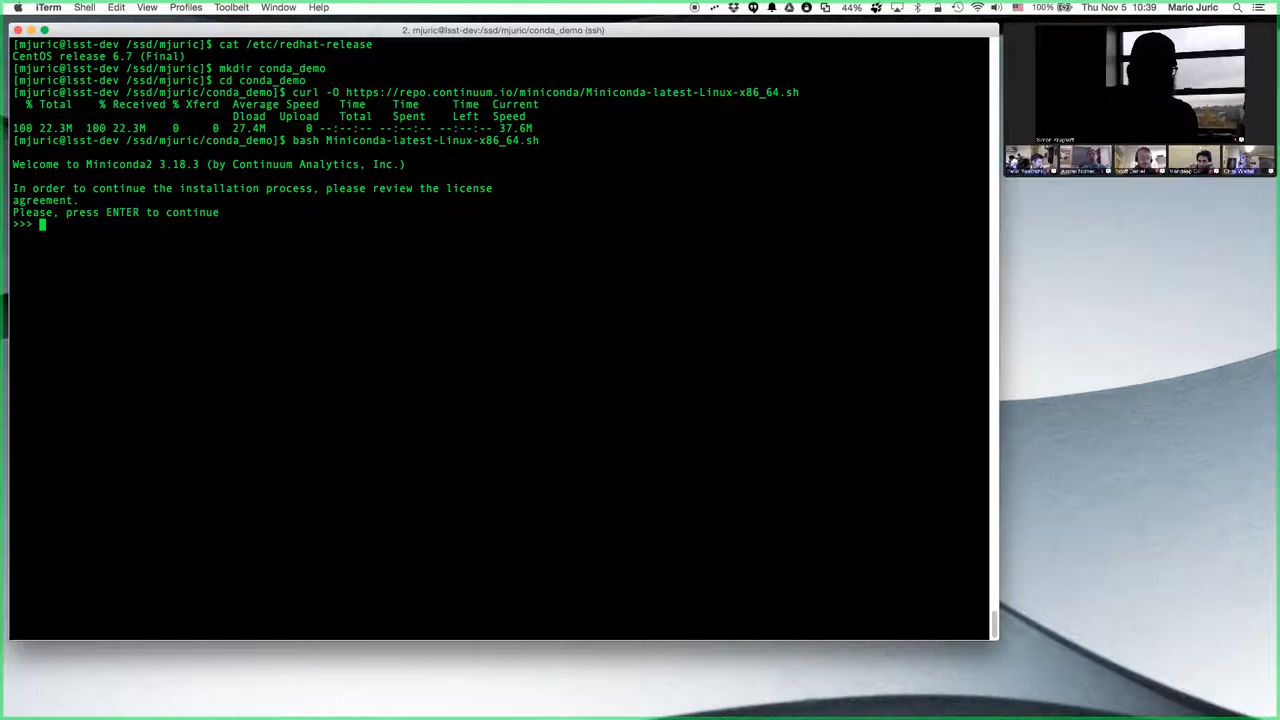 iTerm Shell Edit View Profiles Toolbelt Window Help 44% 100% Thu Nov 5 10:39 Mario Juric
2. mjuric@lsst-dev:/ssd/mjuric/conda_demo (ssh)
[mjuric@lsst-dev /ssd/mjuric]$ cat /etc/redhat-release
CentOS release 6.7 (Final)
[mjuric@lsst-dev /ssd/mjuric]$ mkdir conda_demo
[mjuric@lsst-dev /ssd/mjuric]$ cd conda_demo
[mjuric@lsst-dev /ssd/mjuric/conda_demo]$ curl -O https://repo.continuum.io/miniconda/Miniconda-latest-Linux-x86_64.sh
% Total % Received % Xferd Average Speed Time Time Time Current
Dload Upload Total Spent Left Speed
100 22.3M 100 22.3M 0 0 27.4M 0 --:--:-- --:--:-- --:--:-- 37.6M
[mjuric@lsst-dev /ssd/mjuric/conda_demo]$ bash Miniconda-latest-Linux-x86_64.sh
Welcome to Miniconda2 3.18.3 (by Continuum Analytics, Inc.)
In order to continue the installation process, please review the license
agreement.
Please, press ENTER to continue
>>>
Simon Krughoff
Scott Daniel